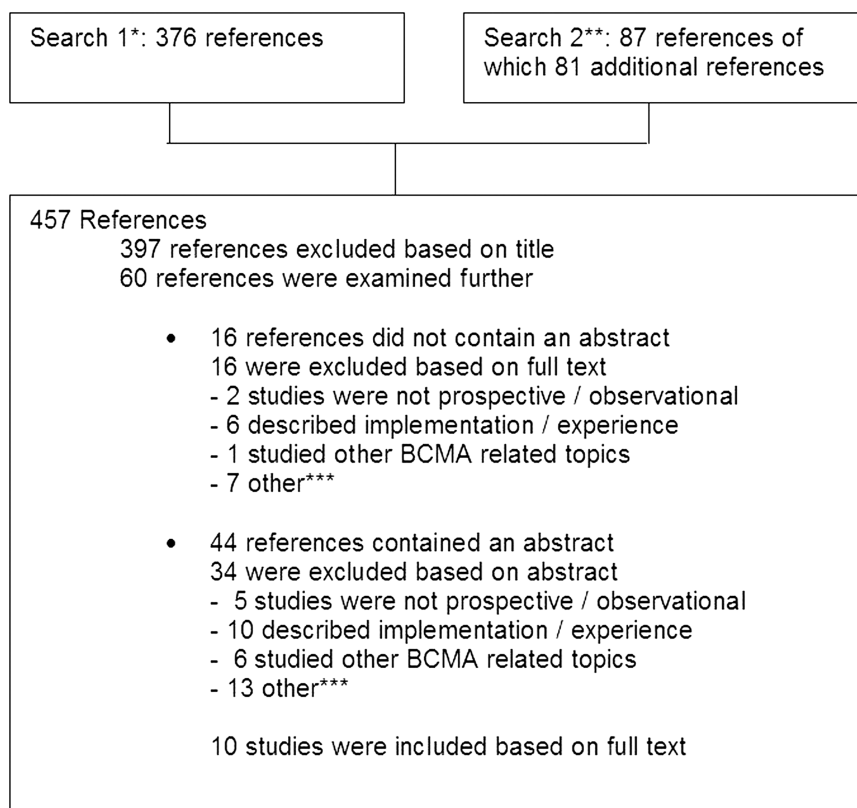 Search 1*: 376 references
Search 2**: 87 references of
which 81 additional references
457 References
397 references excluded based on title
60 references were examined further
• 16 references did not contain an abstract
16 were excluded based on full text
- 2 studies were not prospective / observational
- 6 described implementation / experience
- 1 studied other BCMA related topics
- 7 other***
• 44 references contained an abstract
34 were excluded based on abstract
- 5 studies were not prospective / observational
- 10 described implementation / experience
- 6 studied other BCMA related topics
- 13 other***
10 studies were included based on full text